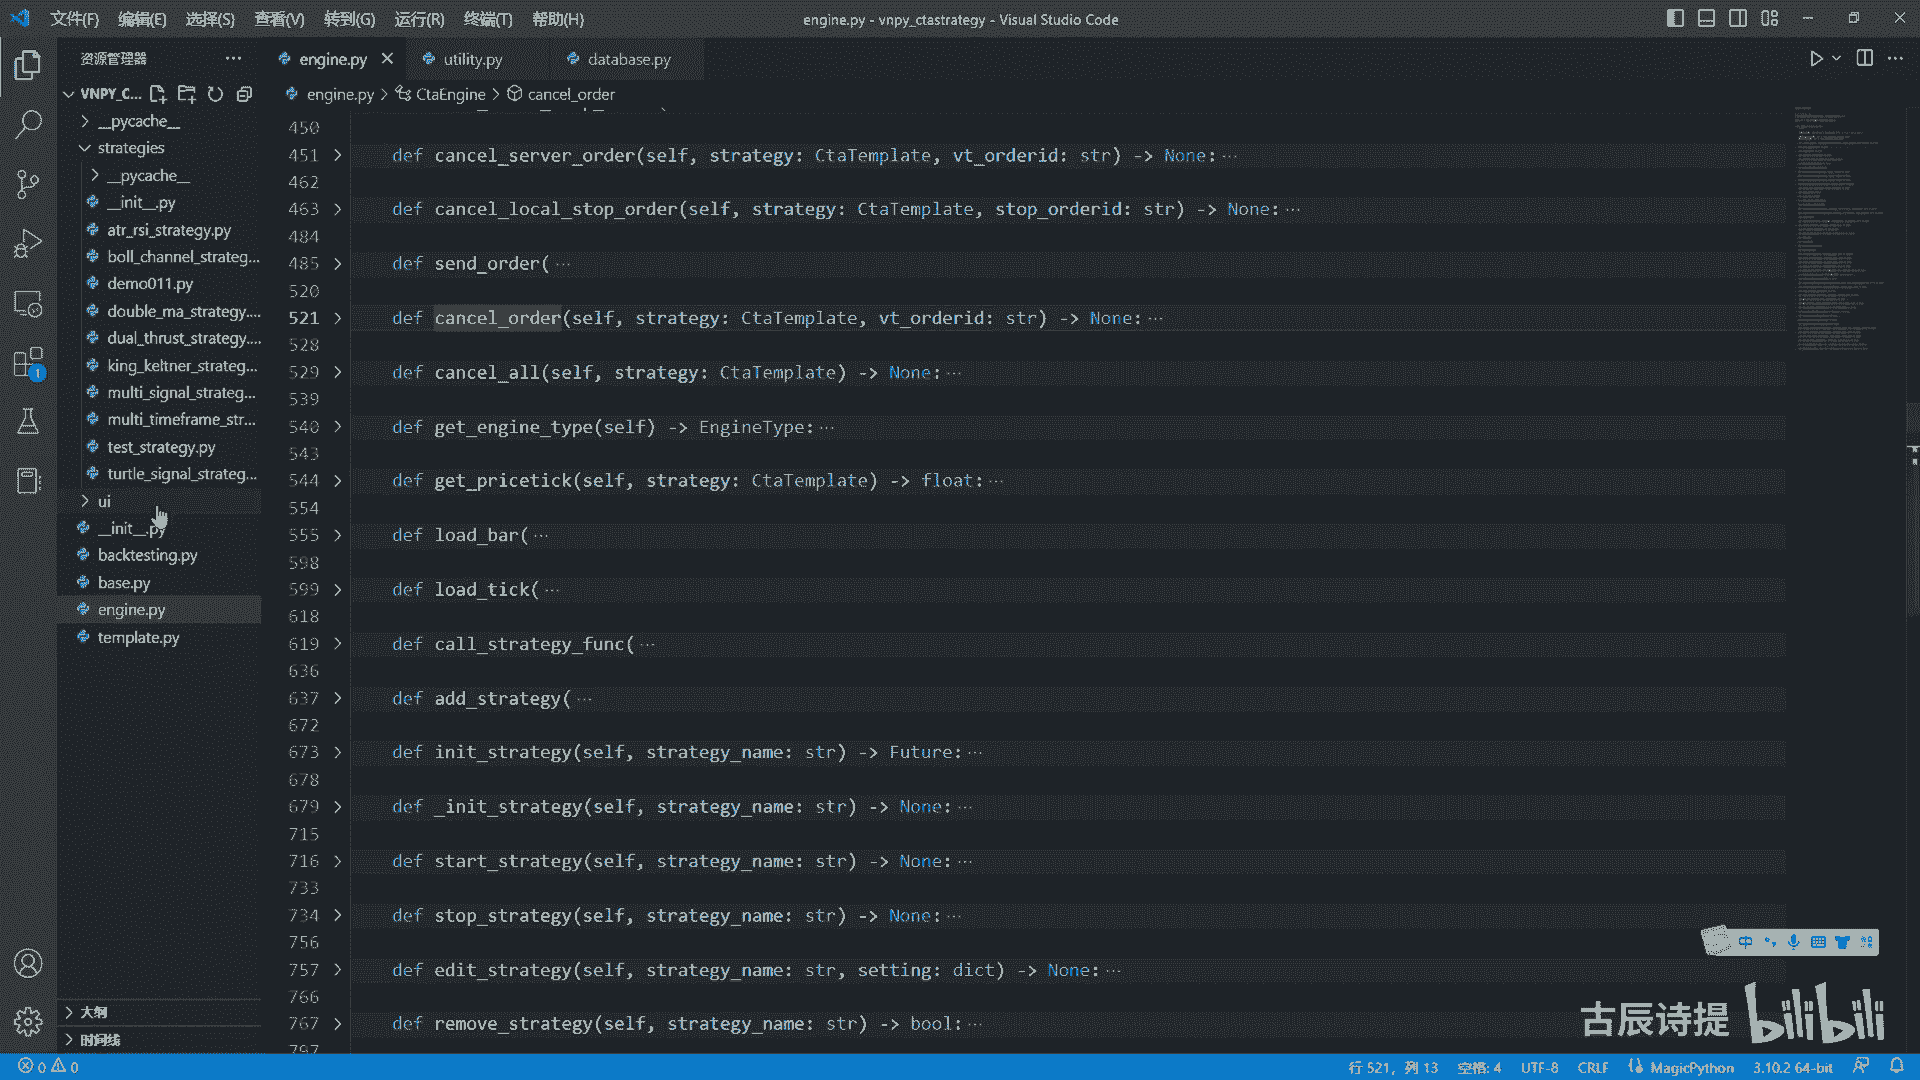 文件(F) 编辑(E) 选择(S) 查看(V) 转到(G) 运行(R) 终端(T) 帮助(H) engine.py - vnpy_ctastrategy - Visual Studio Code
资源管理器 ··· engine.py utility.py database.py
VNPY_C... engine.py > CtaEngine > cancel_order
__pycache__
strategies
__pycache__
__init__.py
atr_rsi_strategy.py
boll_channel_strateg...
demo011.py
double_ma_strategy....
dual_thrust_strategy....
king_keltner_strateg...
multi_signal_strateg...
multi_timeframe_str...
test_strategy.py
turtle_signal_strateg...
ui
__init__.py
backtesting.py
base.py
engine.py
template.py
大纲
时间线
450
451 def cancel_server_order(self, strategy: CtaTemplate, vt_orderid: str) -> None:···
462
463 def cancel_local_stop_order(self, strategy: CtaTemplate, stop_orderid: str) -> None:···
484
485 def send_order(···
520
521 def cancel_order(self, strategy: CtaTemplate, vt_orderid: str) -> None:···
528
529 def cancel_all(self, strategy: CtaTemplate) -> None:···
539
540 def get_engine_type(self) -> EngineType:···
543
544 def get_pricetick(self, strategy: CtaTemplate) -> float:···
554
555 def load_bar(···
598
599 def load_tick(···
618
619 def call_strategy_func(···
636
637 def add_strategy(···
672
673 def init_strategy(self, strategy_name: str) -> Future:···
678
679 def _init_strategy(self, strategy_name: str) -> None:···
715
716 def start_strategy(self, strategy_name: str) -> None:···
733
734 def stop_strategy(self, strategy_name: str) -> None:···
756
757 def edit_strategy(self, strategy_name: str, setting: dict) -> None:···
766
767 def remove_strategy(self, strategy_name: str) -> bool:···
797
1
中
古辰诗提 bilibili
0 0 行 521, 列 13 空格: 4 UTF-8 CRLF MagicPython 3.10.2 64-bit